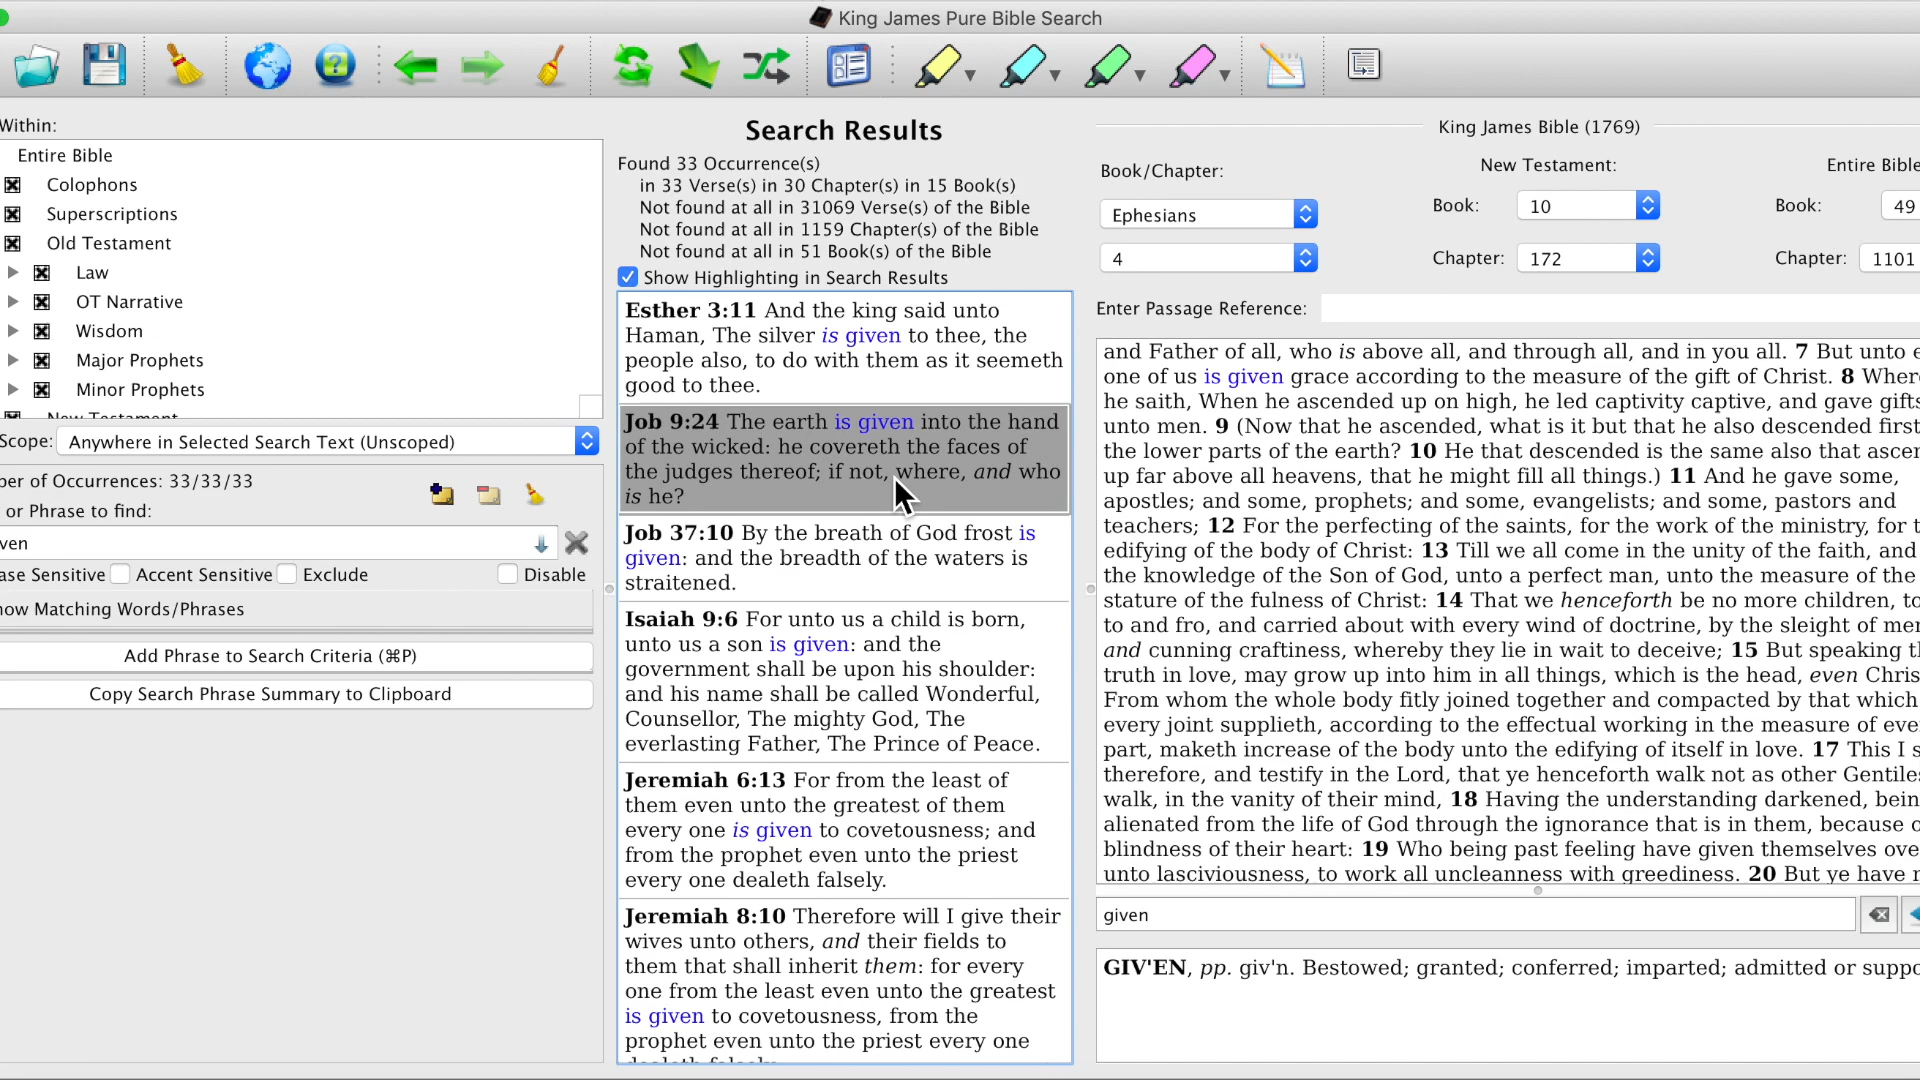 King James Pure Bible Search
Within:
Entire Bible
Colophons
Superscriptions
Old Testament
Law
OT Narrative
Wisdom
Major Prophets
Minor Prophets
New Testament
Scope: Anywhere in Selected Search Text (Unscoped)
ber of Occurrences: 33/33/33
or Phrase to find:
ven
ase Sensitive Accent Sensitive Exclude Disable
how Matching Words/Phrases
Add Phrase to Search Criteria (⌘P)
Copy Search Phrase Summary to Clipboard
Search Results
Found 33 Occurrence(s)
in 33 Verse(s) in 30 Chapter(s) in 15 Book(s)
Not found at all in 31069 Verse(s) of the Bible
Not found at all in 1159 Chapter(s) of the Bible
Not found at all in 51 Book(s) of the Bible
Show Highlighting in Search Results
Esther 3:11 And the king said unto
Haman, The silver is given to thee, the
people also, to do with them as it seemeth
good to thee.
Job 9:24 The earth is given into the hand
of the wicked: he covereth the faces of
the judges thereof; if not, where, and who
is he?
Job 37:10 By the breath of God frost is
given: and the breadth of the waters is
straitened.
Isaiah 9:6 For unto us a child is born,
unto us a son is given: and the
government shall be upon his shoulder:
and his name shall be called Wonderful,
Counsellor, The mighty God, The
everlasting Father, The Prince of Peace.
Jeremiah 6:13 For from the least of
them even unto the greatest of them
every one is given to covetousness; and
from the prophet even unto the priest
every one dealeth falsely.
Jeremiah 8:10 Therefore will I give their
wives unto others, and their fields to
them that shall inherit them: for every
one from the least even unto the greatest
is given to covetousness, from the
prophet even unto the priest every one
dealeth falsely.
King James Bible (1769)
Book/Chapter:
New Testament:
Entire Bible
Ephesians
Book: 10
Book: 49
4
Chapter: 172
Chapter: 1101
Enter Passage Reference:
and Father of all, who is above all, and through all, and in you all. 7 But unto e
one of us is given grace according to the measure of the gift of Christ. 8 Wher
he saith, When he ascended up on high, he led captivity captive, and gave gifts
unto men. 9 (Now that he ascended, what is it but that he also descended first
the lower parts of the earth? 10 He that descended is the same also that ascen
up far above all heavens, that he might fill all things.) 11 And he gave some,
apostles; and some, prophets; and some, evangelists; and some, pastors and
teachers; 12 For the perfecting of the saints, for the work of the ministry, for t
edifying of the body of Christ: 13 Till we all come in the unity of the faith, and
the knowledge of the Son of God, unto a perfect man, unto the measure of the
stature of the fulness of Christ: 14 That we henceforth be no more children, to
to and fro, and carried about with every wind of doctrine, by the sleight of men
and cunning craftiness, whereby they lie in wait to deceive; 15 But speaking th
truth in love, may grow up into him in all things, which is the head, even Chris
From whom the whole body fitly joined together and compacted by that which
every joint supplieth, according to the effectual working in the measure of eve
part, maketh increase of the body unto the edifying of itself in love. 17 This I s
therefore, and testify in the Lord, that ye henceforth walk not as other Gentiles
walk, in the vanity of their mind, 18 Having the understanding darkened, bein
alienated from the life of God through the ignorance that is in them, because o
blindness of their heart: 19 Who being past feeling have given themselves ove
unto lasciviousness, to work all uncleanness with greediness. 20 But ye have n
given
GIV'EN, pp. giv'n. Bestowed; granted; conferred; imparted; admitted or suppo